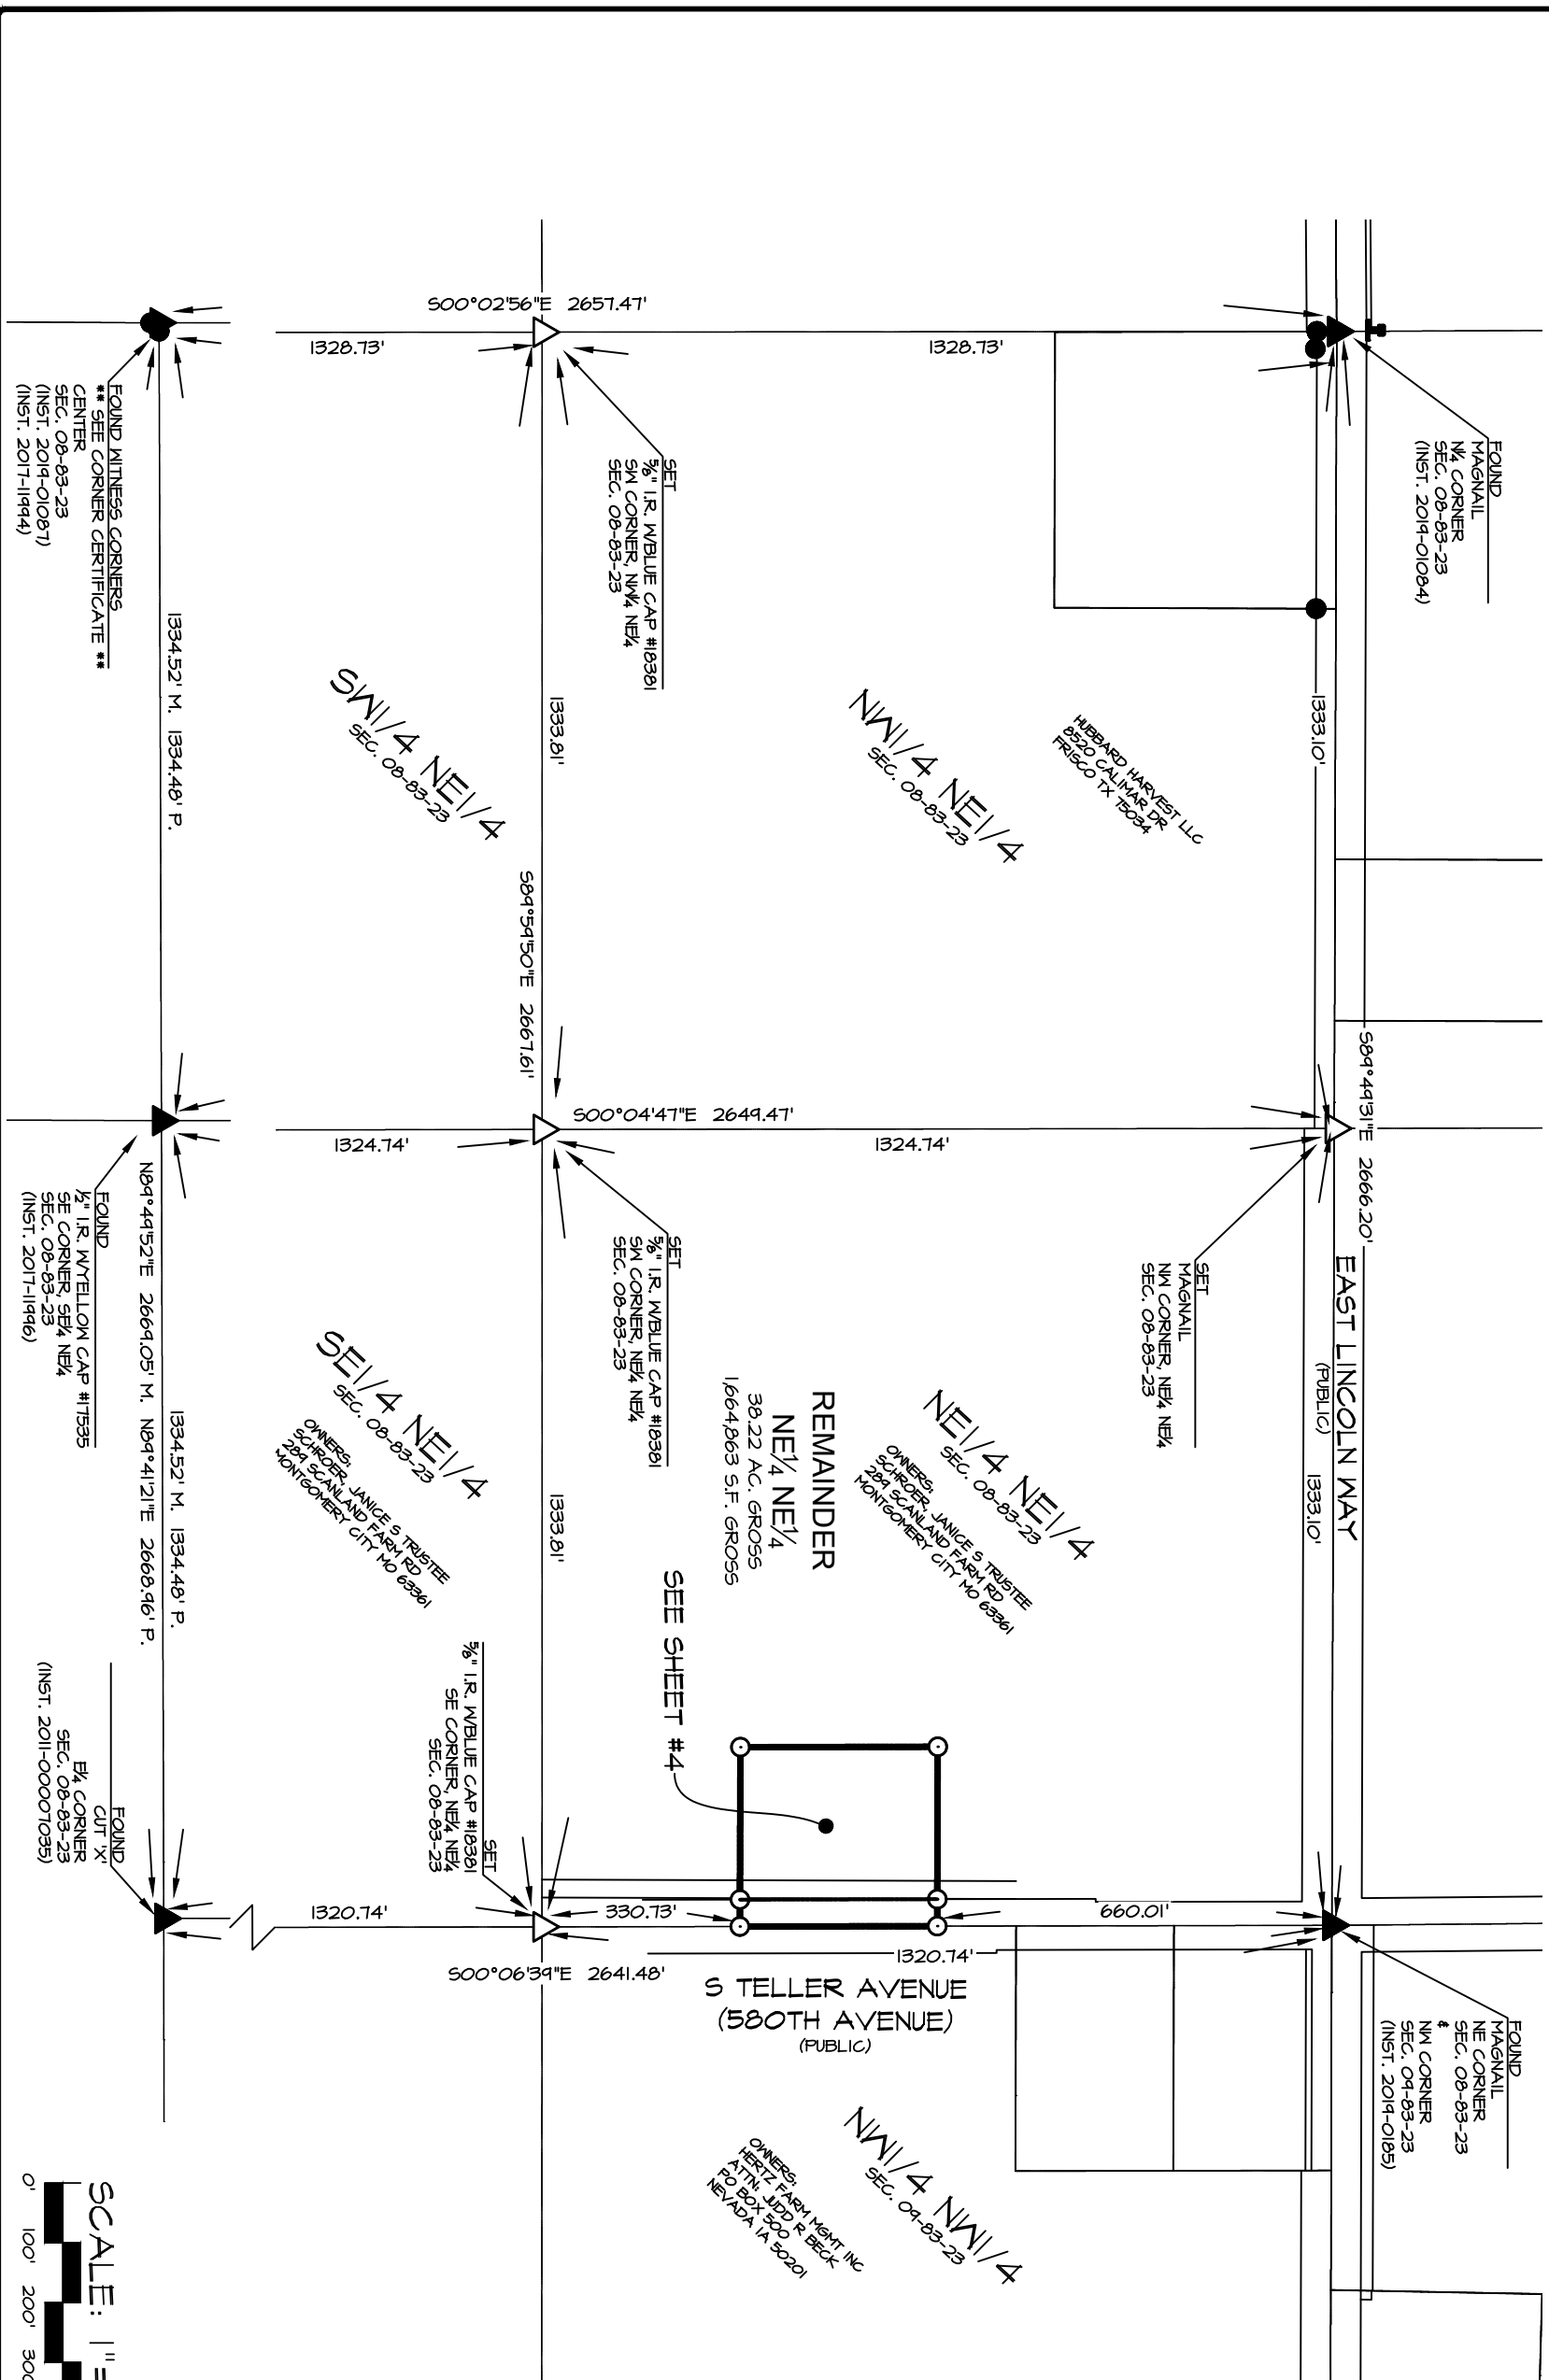 S00°02'56"E 2657.47'
1328.73'
1328.73'
FOUND
MAGNAIL
N¼ CORNER
SEC. 08-83-23
(INST. 2019-01084)
FOUND WITNESS CORNERS
** SEE CORNER CERTIFICATE **
CENTER
SEC. 08-83-23
(INST. 2019-01087)
(INST. 2017-11994)
SET
⅝" I.R. W/BLUE CAP #18381
SW CORNER, NW¼ NE¼
SEC. 08-83-23
1334.52' M. 1334.48' P.
SW1/4 NE1/4
SEC. 08-83-23
1333.81'
NW1/4 NE1/4
SEC. 08-83-23
HUBBARD HARVEST LLC
8520 CALIMAR DR
FRISCO TX 75034
1333.10'
S89°59'50"E 2667.61'
S89°49'31"E 2666.20'
S00°04'47"E 2649.47'
1324.74'
1324.74'
FOUND
½" I.R. W/YELLOW CAP #17535
SE CORNER, SE¼ NE¼
SEC. 08-83-23
(INST. 2017-11996)
N89°49'52"E 2669.05' M. N89°41'21"E 2668.96' P.
SET
⅝" I.R. W/BLUE CAP #18381
SW CORNER, NE¼ NE¼
SEC. 08-83-23
SET
MAGNAIL
NW CORNER, NE¼ NE¼
SEC. 08-83-23
EAST LINCOLN WAY
(PUBLIC)
1333.10'
SE1/4 NE1/4
SEC. 08-83-23
OWNERS:
SCHROER, JANICE S TRUSTEE
289 SCANLAND FARM RD
MONTGOMERY CITY MO 63361
1334.52' M. 1334.48' P.
1333.81'
REMAINDER
NE¼ NE¼
38.22 AC. GROSS
1,664,863 S.F. GROSS
NE1/4 NE1/4
SEC. 08-83-23
OWNERS:
SCHROER, JANICE S TRUSTEE
289 SCANLAND FARM RD
MONTGOMERY CITY MO 63361
SEE SHEET #4
SET
⅝" I.R. W/BLUE CAP #18381
SE CORNER, NE¼ NE¼
SEC. 08-83-23
FOUND
CUT 'X'
E¼ CORNER
SEC. 08-83-23
(INST. 2011-00007035)
1320.74'
330.73'
660.01'
1320.74'
S00°06'39"E 2641.48'
S TELLER AVENUE
(580TH AVENUE)
(PUBLIC)
FOUND
MAGNAIL
NE CORNER
SEC. 08-83-23
&
NW CORNER
SEC. 09-83-23
(INST. 2019-0185)
NW1/4 NW1/4
SEC. 09-83-23
OWNERS:
HERTZ FARM MGMT INC
ATTN: JUDD R BECK
PO BOX 500
NEVADA IA 50201
SCALE: 1"=
0' 100' 200' 300